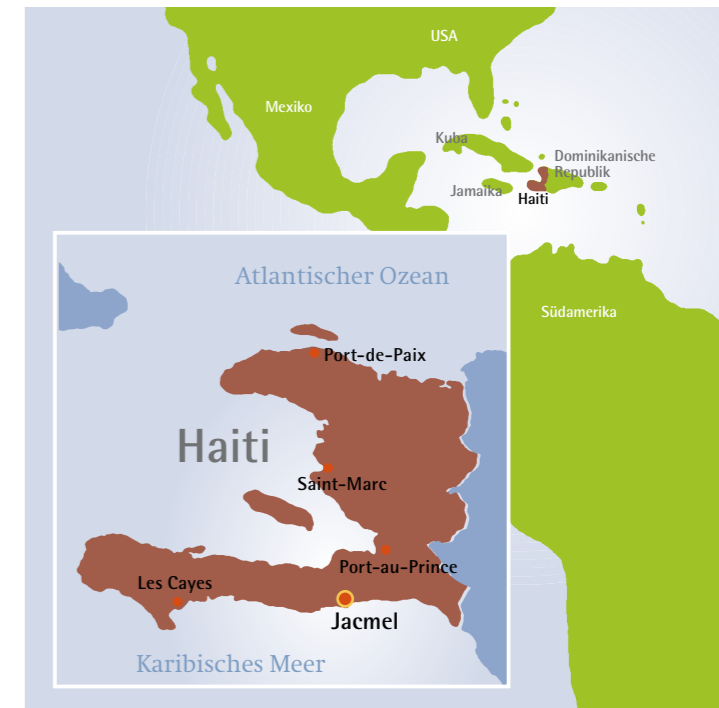 USA
Mexiko
Kuba
Dominikanische
Republik
Jamaika
Haiti
Atlantischer Ozean
Südamerika
Port-de-Paix
Haiti
Saint-Marc
Port-au-Prince
Les Cayes
Jacmel
Karibisches Meer